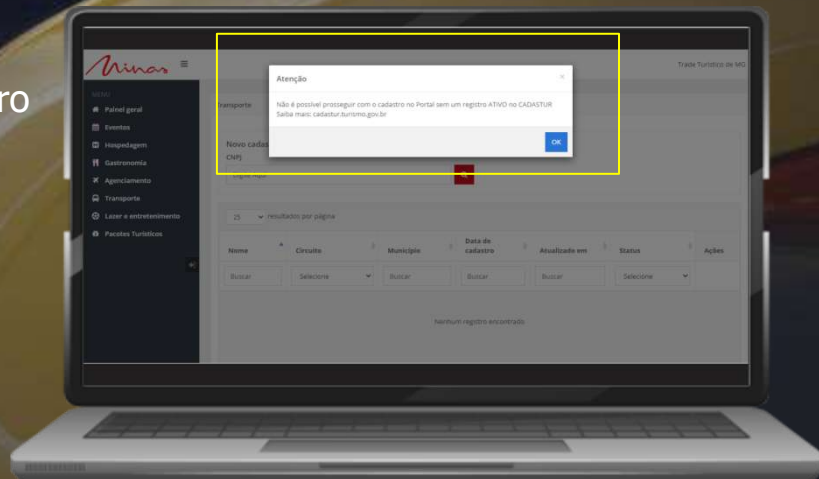 ro
Minas
Trade Turístico de MG
Atenção
×
Não é possível prosseguir com o cadastro no Portal sem um registro ATIVO no CADASTUR
Saiba mais: cadastur.turismo.gov.br
OK
MENU
Painel geral
Eventos
Hospedagem
Gastronomia
Agenciamento
Transporte
Lazer e entretenimento
Pacotes Turísticos
Transporte
Novo cadast
CNPJ
25 resultados por página
Nome Circuito Município Data de cadastro Atualizado em Status Ações
Buscar Selecione Buscar Buscar Buscar Selecione
Nenhum registro encontrado